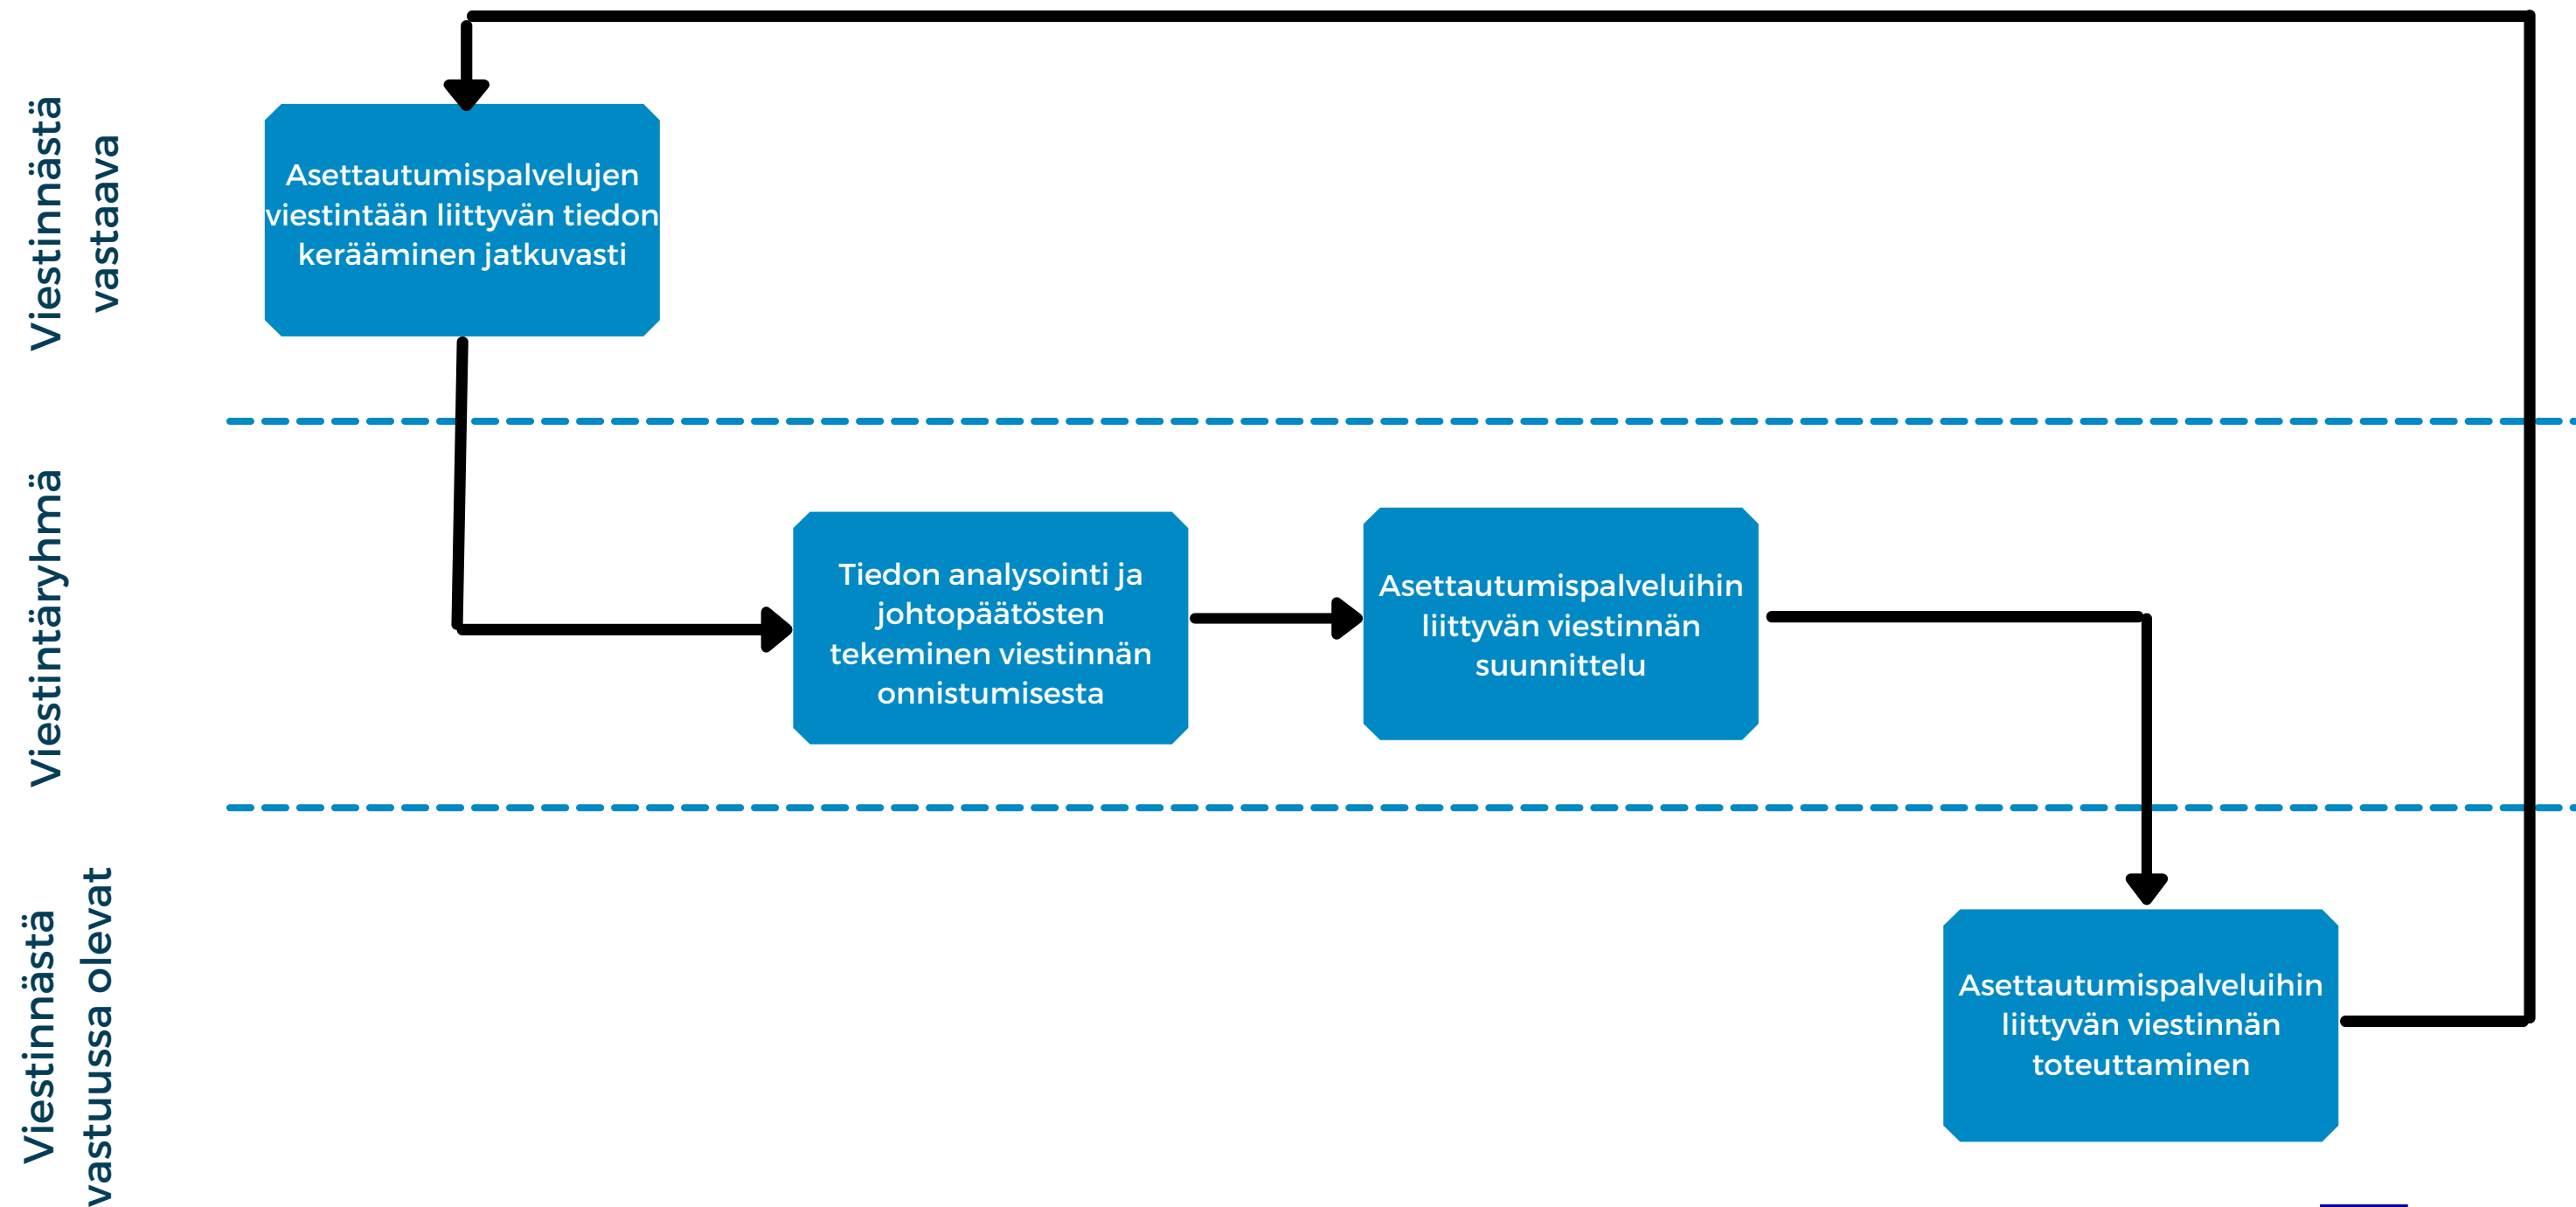 Viestinnästä
vastaava
Asettautumispalvelujen
viestintään liittyvän tiedon
kerääminen jatkuvasti
Viestintäryhmä
Tiedon analysointi ja
johtopäätösten
tekeminen viestinnän
onnistumisesta
Asettautumispalveluihin
liittyvän viestinnän
suunnittelu
Viestinnästä
vastuussa olevat
Asettautumispalveluihin
liittyvän viestinnän
toteuttaminen